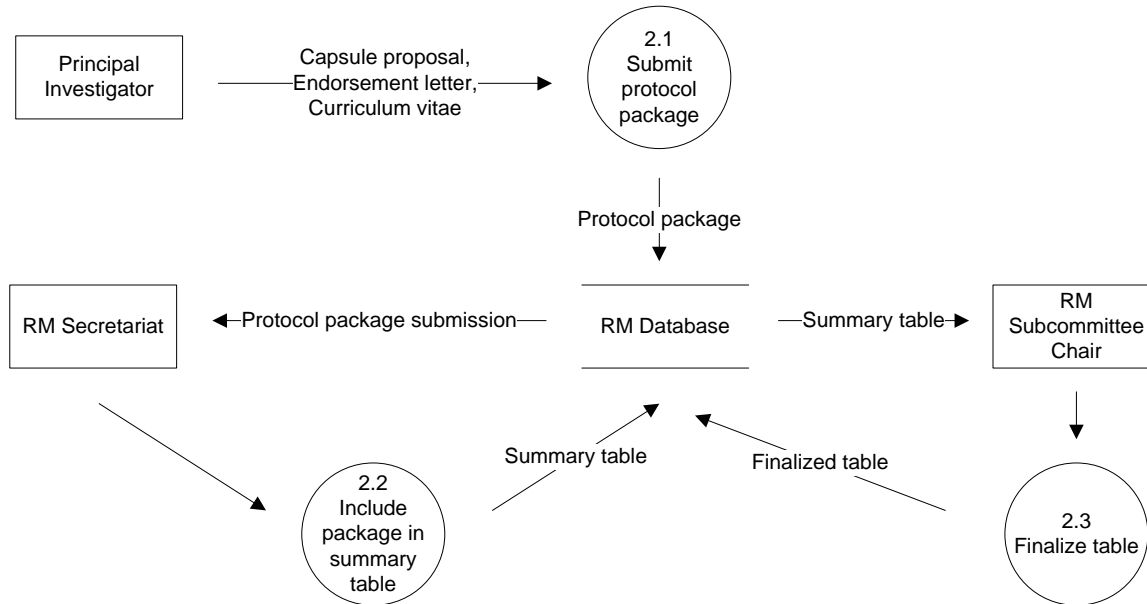 Principal
Investigator
Capsule proposal,
Endorsement letter,
Curriculum vitae
2.1
Submit
protocol
package
Protocol package
RM Secretariat
Protocol package submission
RM Database
Summary table
RM
Subcommittee
Chair
Summary table
Finalized table
2.2
Include
package in
summary
table
2.3
Finalize table